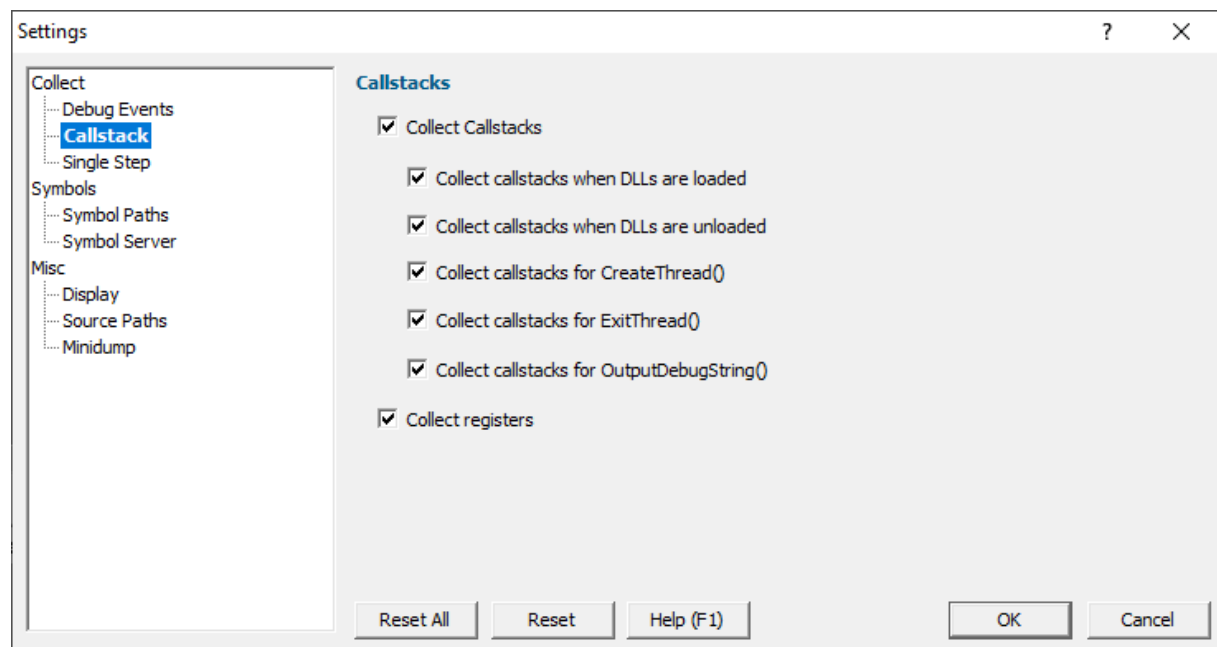 Settings
?
Collect
Debug Events
Callstack
Single Step
Symbols
Symbol Paths
Symbol Server
Misc
Display
Source Paths
Minidump
Callstacks
Collect Callstacks
Collect callstacks when DLLs are loaded
Collect callstacks when DLLs are unloaded
Collect callstacks for CreateThread()
Collect callstacks for ExitThread()
Collect callstacks for OutputDebugString()
Collect registers
Reset All
Reset
Help (F1)
OK
Cancel